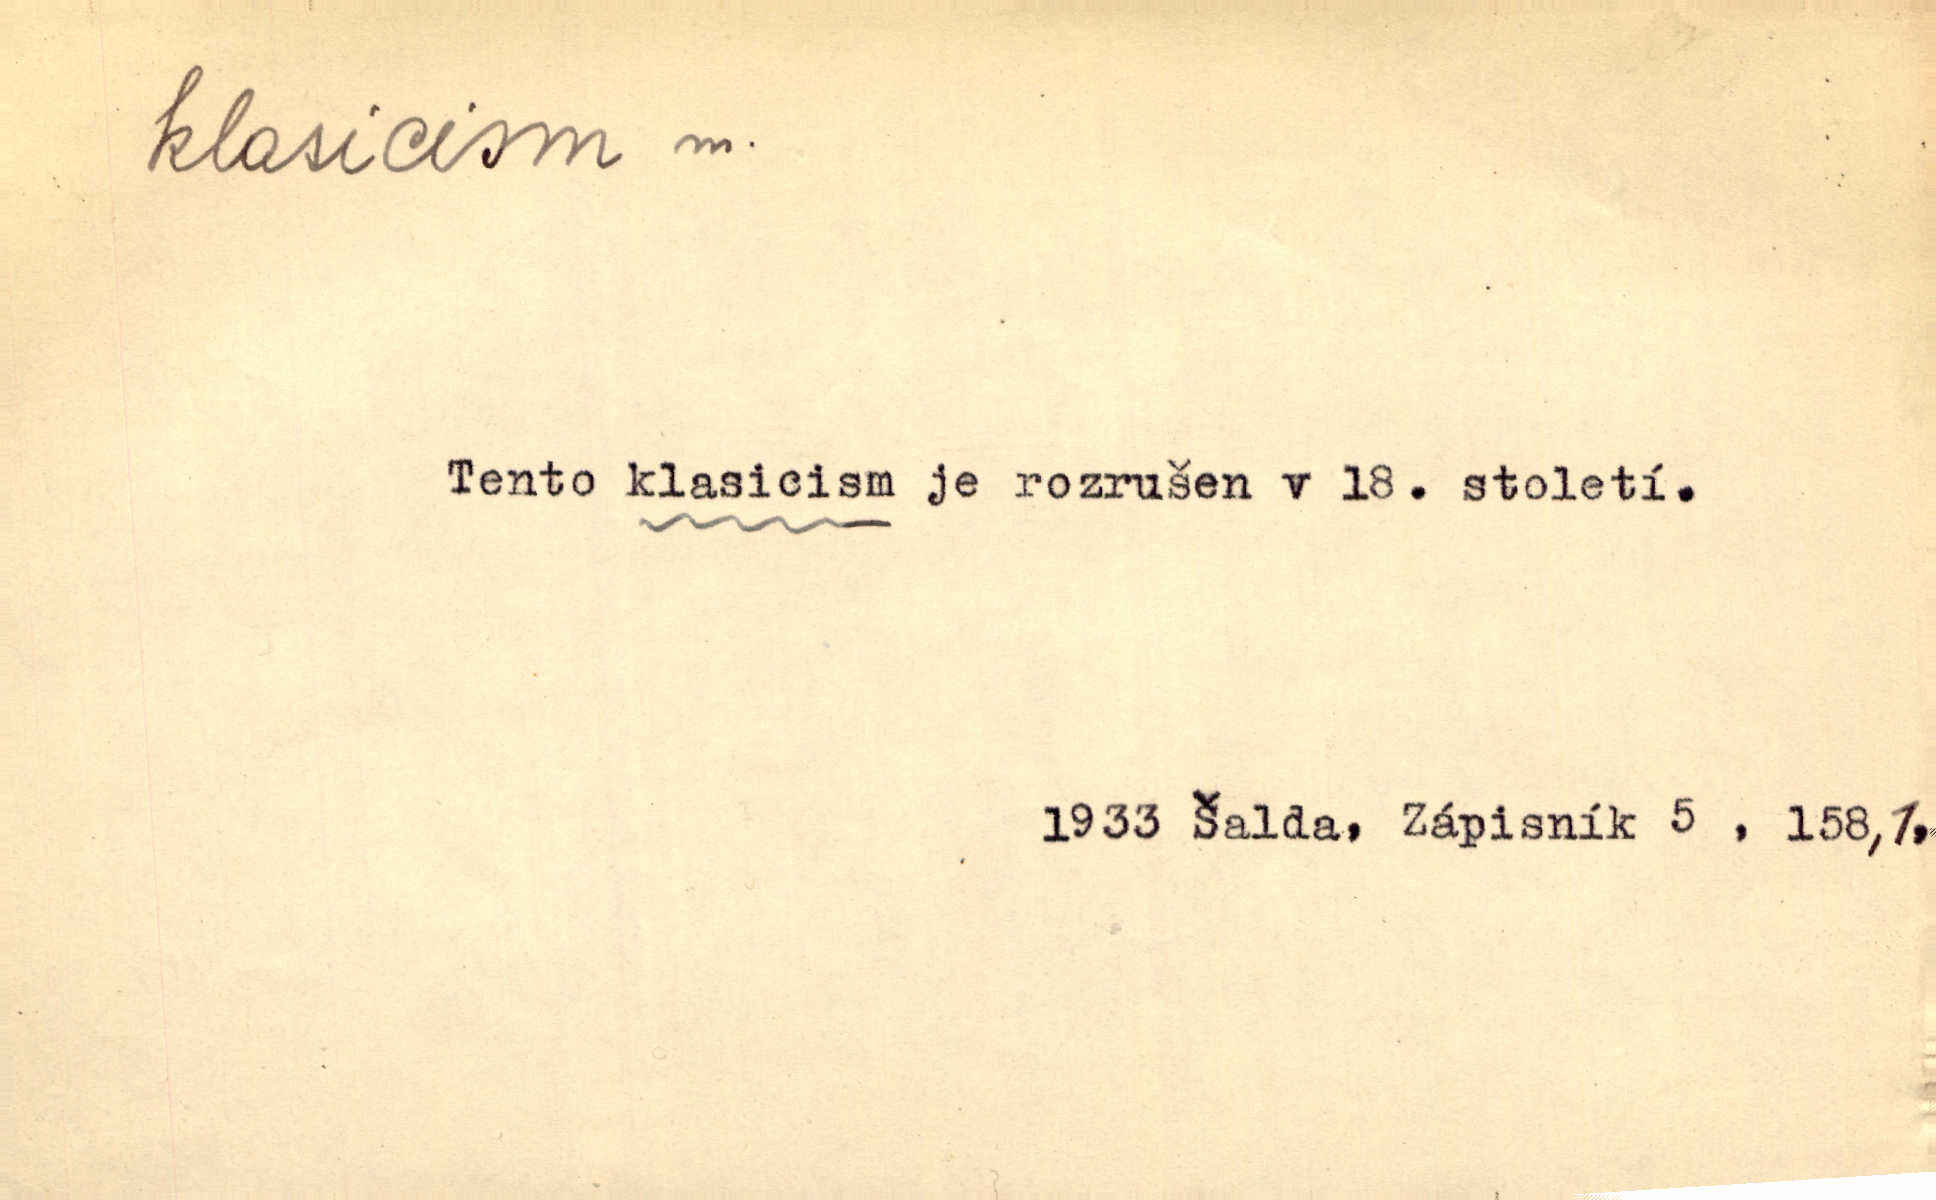 klasicism m.
Tento klasicism je rozrušen v 18. století.
1933 Šalda, Zápisník 5 , 158,1,